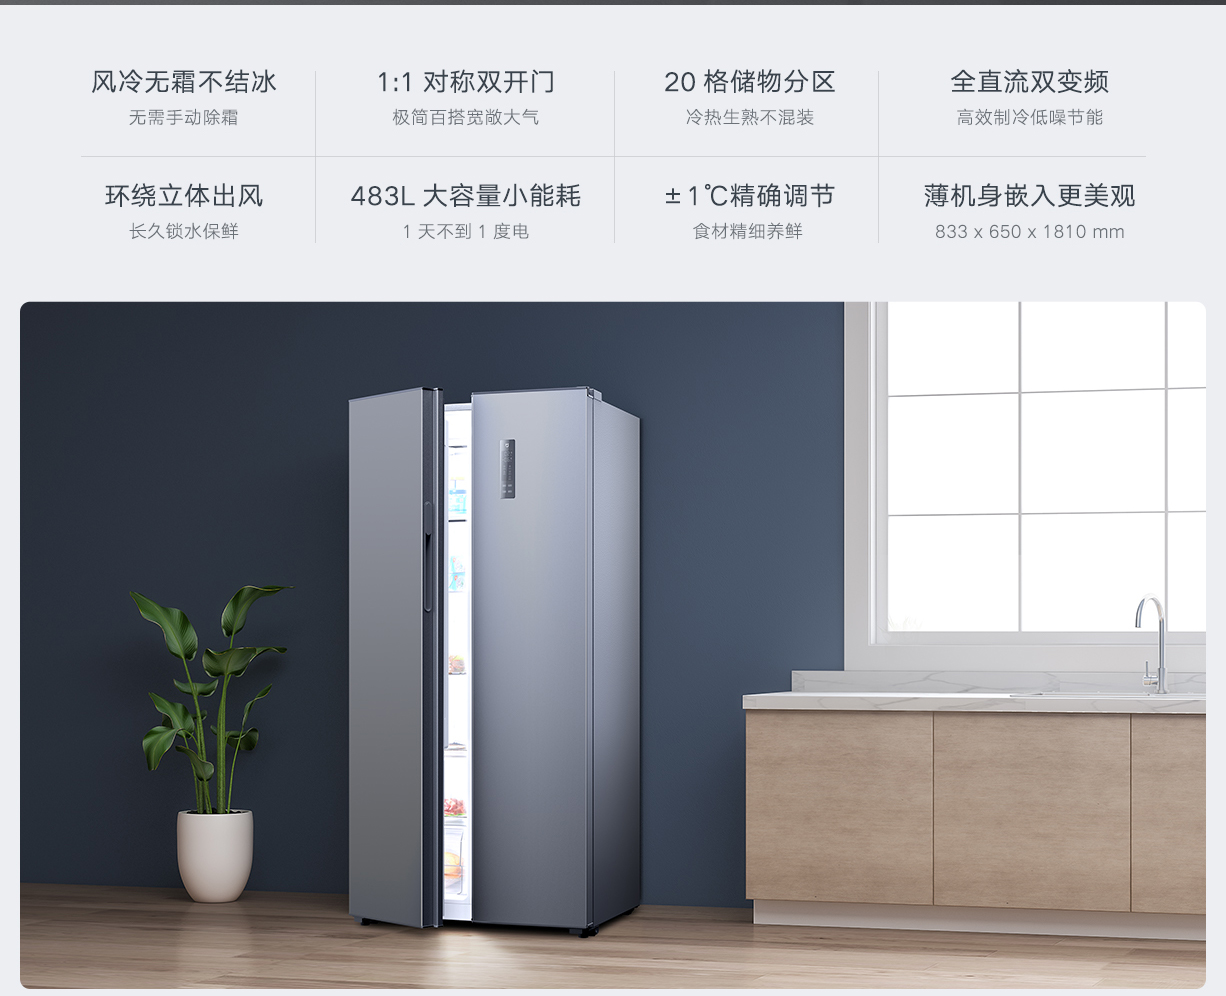 风冷无霜不结冰
无需手动除霜
1:1 对称双开门
极简百搭宽敞大气
20 格储物分区
冷热生熟不混装
全直流双变频
高效制冷低噪节能
环绕立体出风
长久锁水保鲜
483L 大容量小能耗
1 天不到 1 度电
±1℃精确调节
食材精细养鲜
薄机身嵌入更美观
833 x 650 x 1810 mm